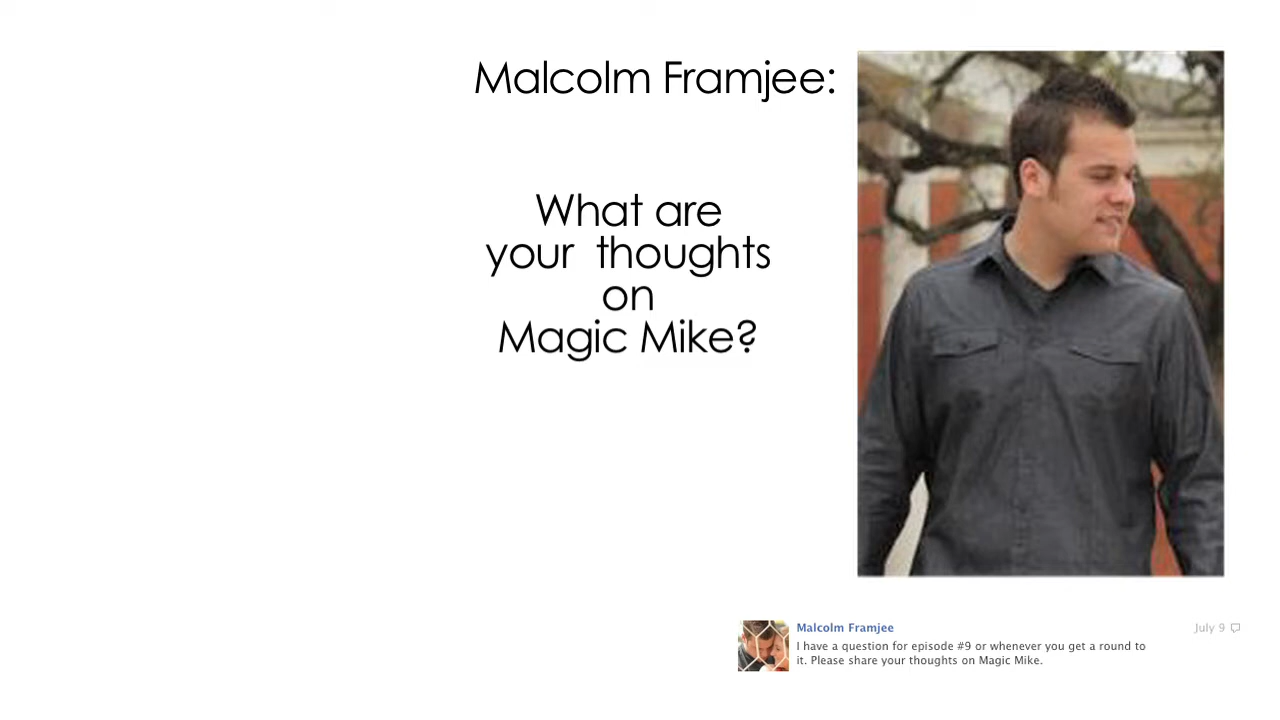 Malcolm Framjee:
What are
your thoughts
on
Magic Mike?
Malcolm Framjee
July 9
I have a question for episode #9 or whenever you get a round to
it. Please share your thoughts on Magic Mike.